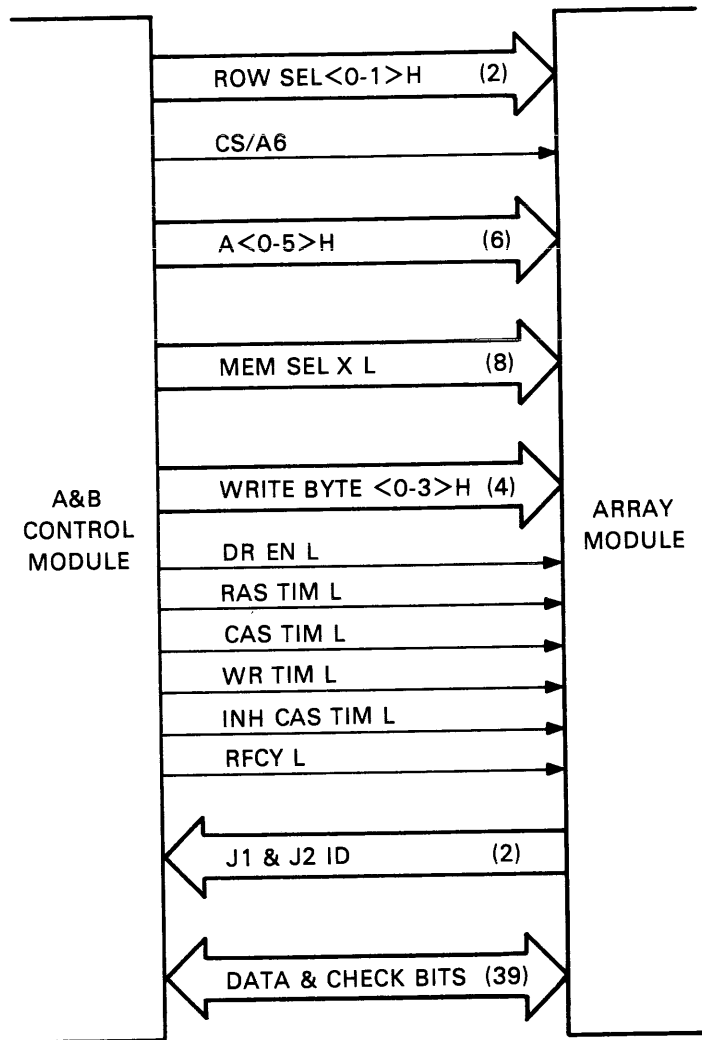 ROW SEL<0-1>H (2)
CS/A6
A<0-5>H (6)
MEM SEL X L (8)
WRITE BYTE <0-3>H (4)
A&B
CONTROL
MODULE
ARRAY
MODULE
DR EN L
RAS TIM L
CAS TIM L
WR TIM L
INH CAS TIM L
RFCY L
J1 & J2 ID (2)
DATA & CHECK BITS (39)